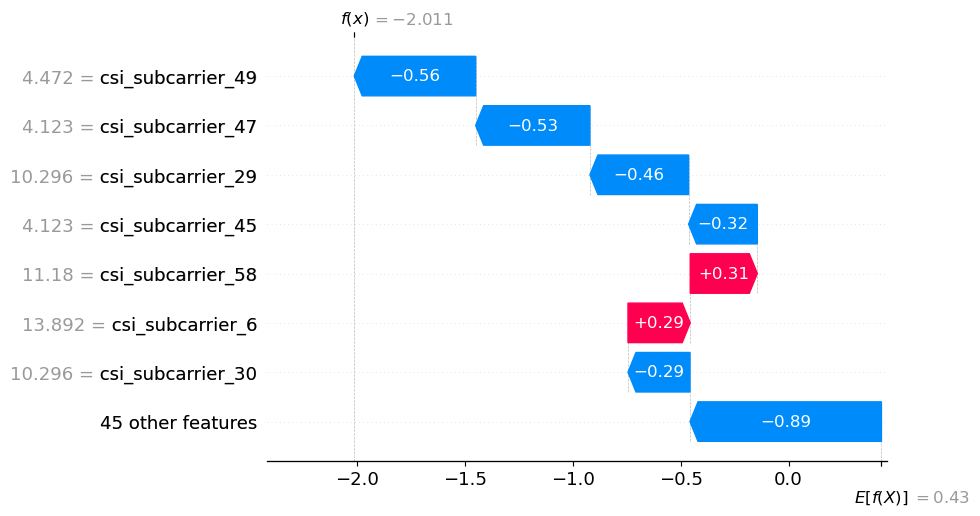 f(x) = −2.011
4.472 = csi_subcarrier_49
−0.56
4.123 = csi_subcarrier_47
−0.53
10.296 = csi_subcarrier_29
−0.46
4.123 = csi_subcarrier_45
−0.32
11.18 = csi_subcarrier_58
+0.31
13.892 = csi_subcarrier_6
+0.29
10.296 = csi_subcarrier_30
−0.29
45 other features
−0.89
−2.0 −1.5 −1.0 −0.5 0.0
E[f(X)] = 0.43